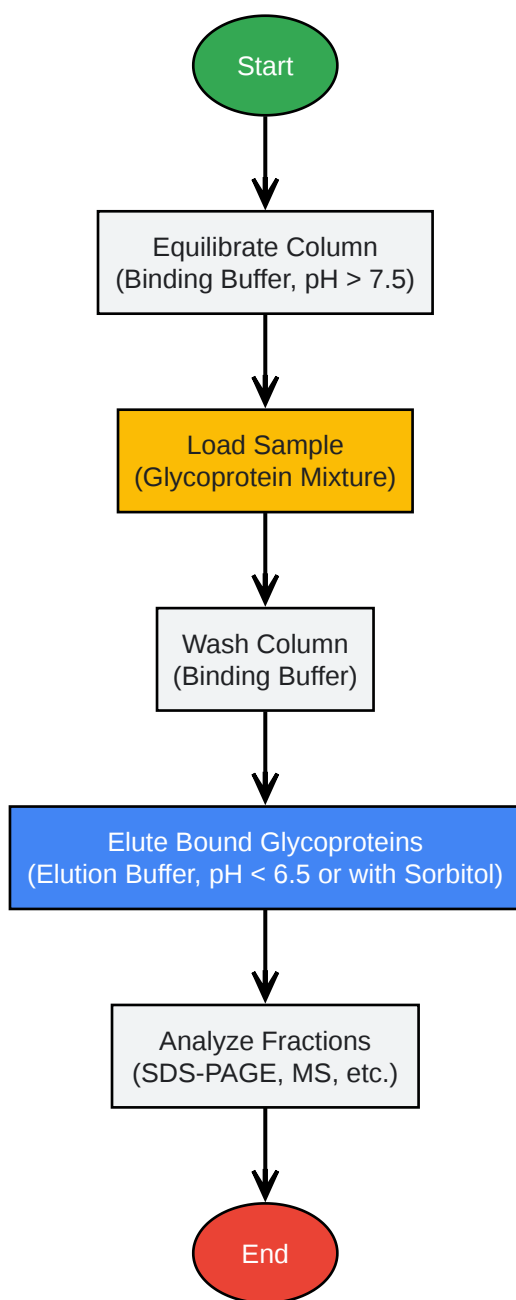 Start
Equilibrate Column
(Binding Buffer, pH > 7.5)
Load Sample
(Glycoprotein Mixture)
Wash Column
(Binding Buffer)
Elute Bound Glycoproteins
(Elution Buffer, pH < 6.5 or with Sorbitol)
Analyze Fractions
(SDS-PAGE, MS, etc.)
End